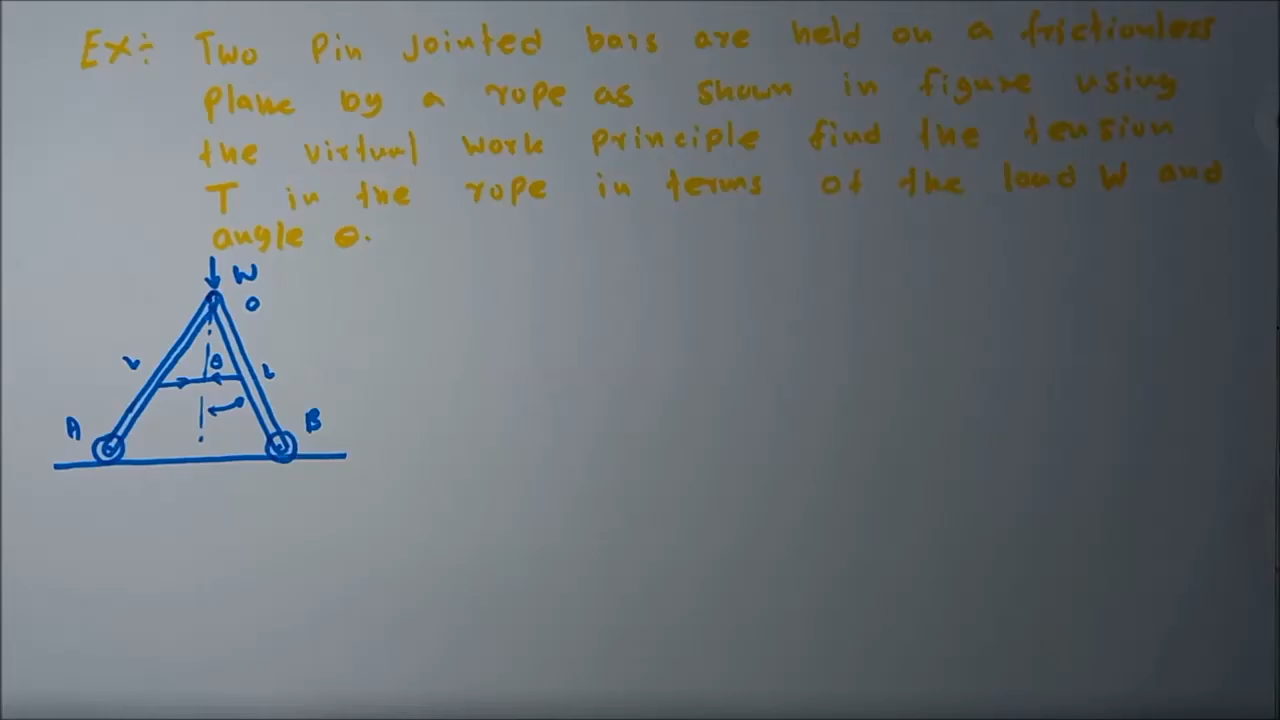 Ex:- Two Pin jointed bars are held on a frictionless
plane by a rope as shown in figure using
the virtual work principle find the tension
T in the rope in terms of the load W and
angle θ.
W
O
θ
L
L
A
B